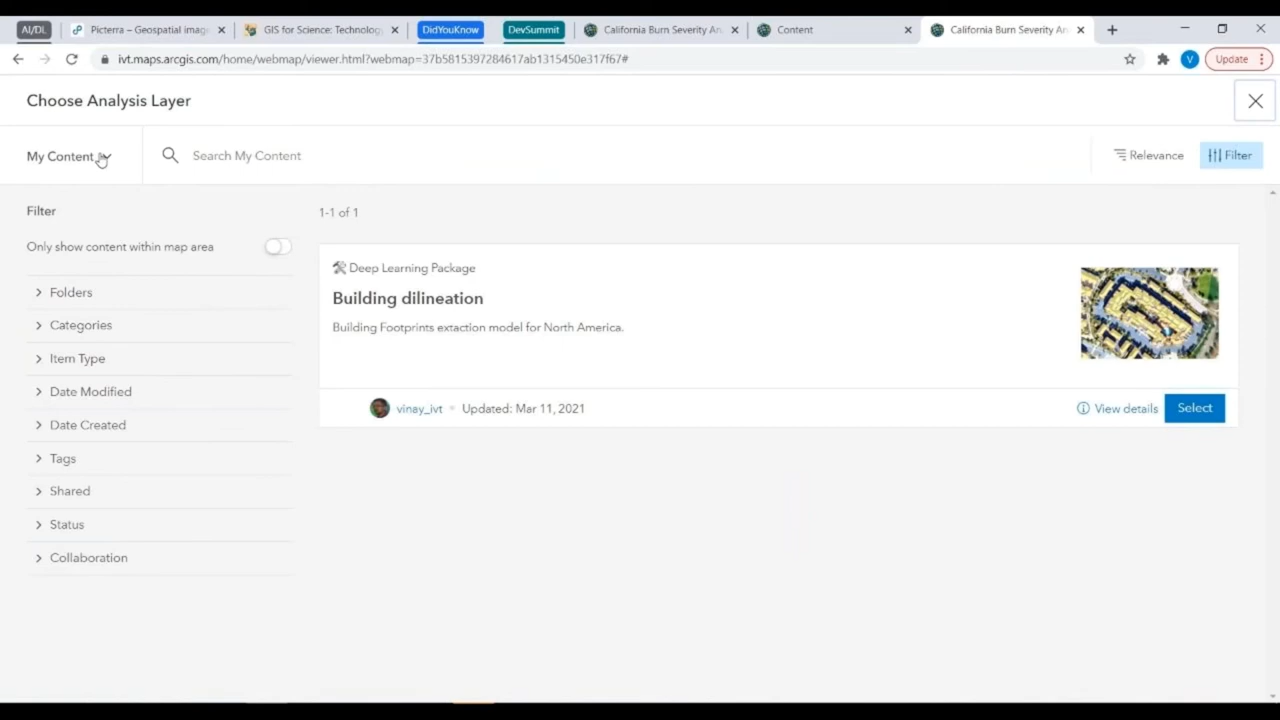 AI/DL
Picterra – Geospatial imag
GIS for Science: Technolog
DidYouKnow
DevSummit
California Burn Severity An
Content
California Burn Severity An
ivt.maps.arcgis.com/home/webmap/viewer.html?webmap=37b5815397284617ab1315450e317f67#
V
Update
Choose Analysis Layer
My Content
Search My Content
Relevance
Filter
Filter
1-1 of 1
Only show content within map area
Folders
Categories
Item Type
Date Modified
Date Created
Tags
Shared
Status
Collaboration
Deep Learning Package
Building dilineation
Building Footprints extaction model for North America.
vinay_ivt
Updated: Mar 11, 2021
View details
Select